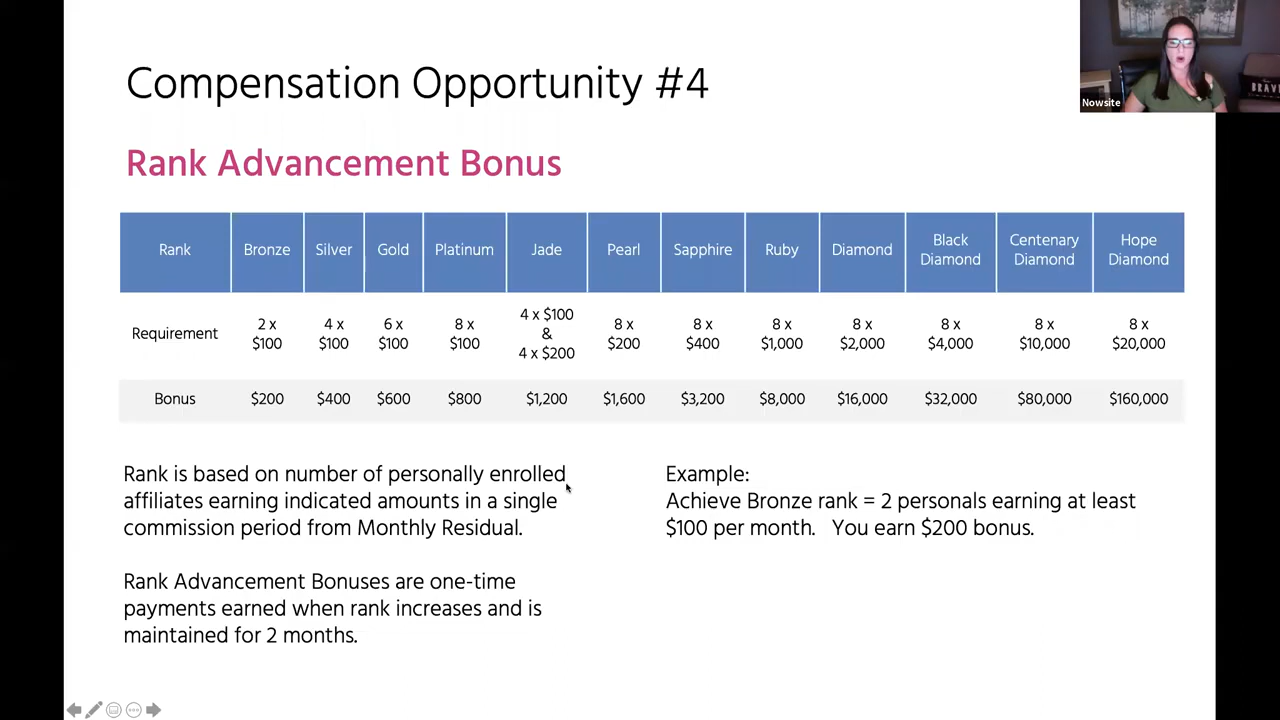 Compensation Opportunity #4
Nowsite
BRAVE
Rank Advancement Bonus
Rank Bronze Silver Gold Platinum Jade Pearl Sapphire Ruby Diamond Black Diamond Centenary Diamond Hope Diamond
Requirement 2 x $100 4 x $100 6 x $100 8 x $100 4 x $100 & 4 x $200 8 x $200 8 x $400 8 x $1,000 8 x $2,000 8 x $4,000 8 x $10,000 8 x $20,000
Bonus $200 $400 $600 $800 $1,200 $1,600 $3,200 $8,000 $16,000 $32,000 $80,000 $160,000
Rank is based on number of personally enrolled
affiliates earning indicated amounts in a single
commission period from Monthly Residual.
Rank Advancement Bonuses are one-time
payments earned when rank increases and is
maintained for 2 months.
Example:
Achieve Bronze rank = 2 personals earning at least
$100 per month. You earn $200 bonus.